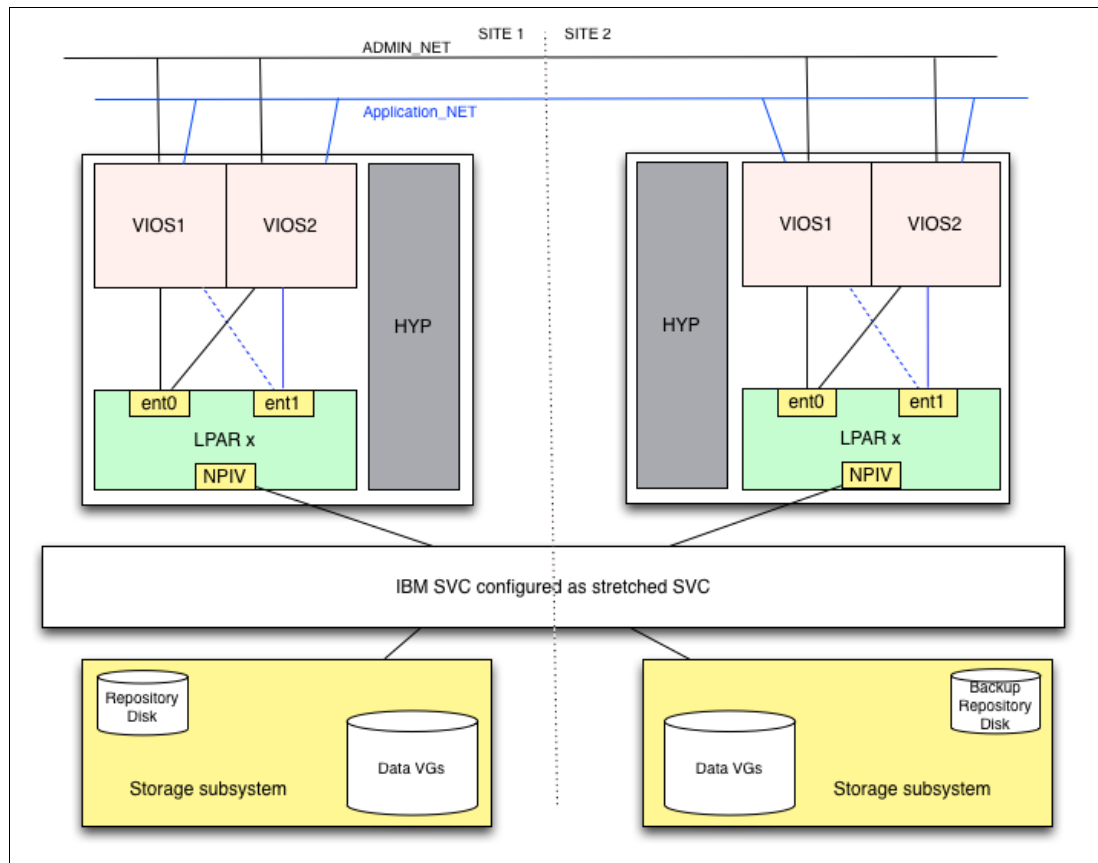 SITE 1
SITE 2
ADMIN_NET
Application_NET
VIOS1
VIOS2
HYP
ent0
ent1
LPAR x
NPIV
HYP
VIOS1
VIOS2
ent0
ent1
LPAR x
NPIV
IBM SVC configured as stretched SVC
Repository
Disk
Data VGs
Storage subsystem
Backup
Repository
Disk
Data VGs
Storage subsystem